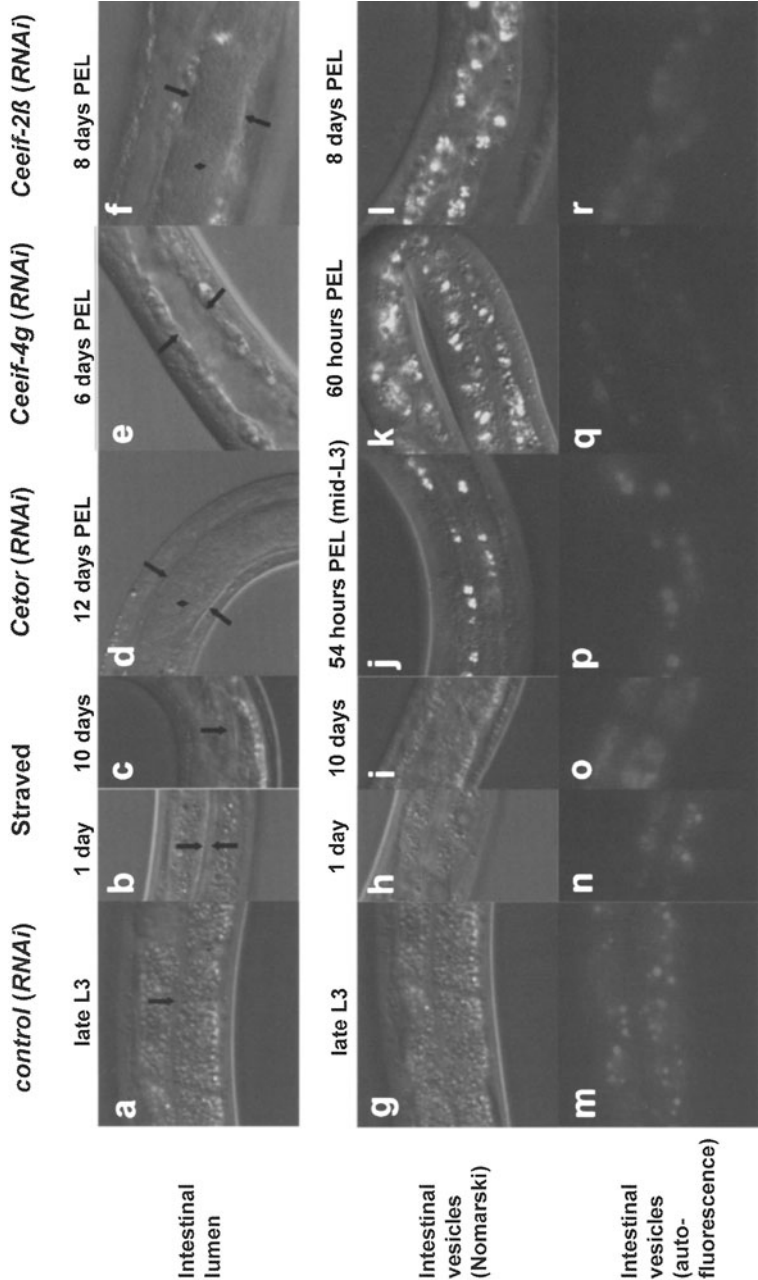 control (RNAi) Straved Cetor (RNAi) Ceeif-4g (RNAi) Ceeif-2ß (RNAi)
late L3 1 day 10 days 12 days PEL 6 days PEL 8 days PEL
Intestinal
lumen
a b c d e f
late L3 1 day 10 days 54 hours PEL (mid-L3) 60 hours PEL 8 days PEL
Intestinal
vesicles
(Nomarski)
g h i j k l
Intestinal
vesicles
(auto-
fluorescence)
m n o p q r